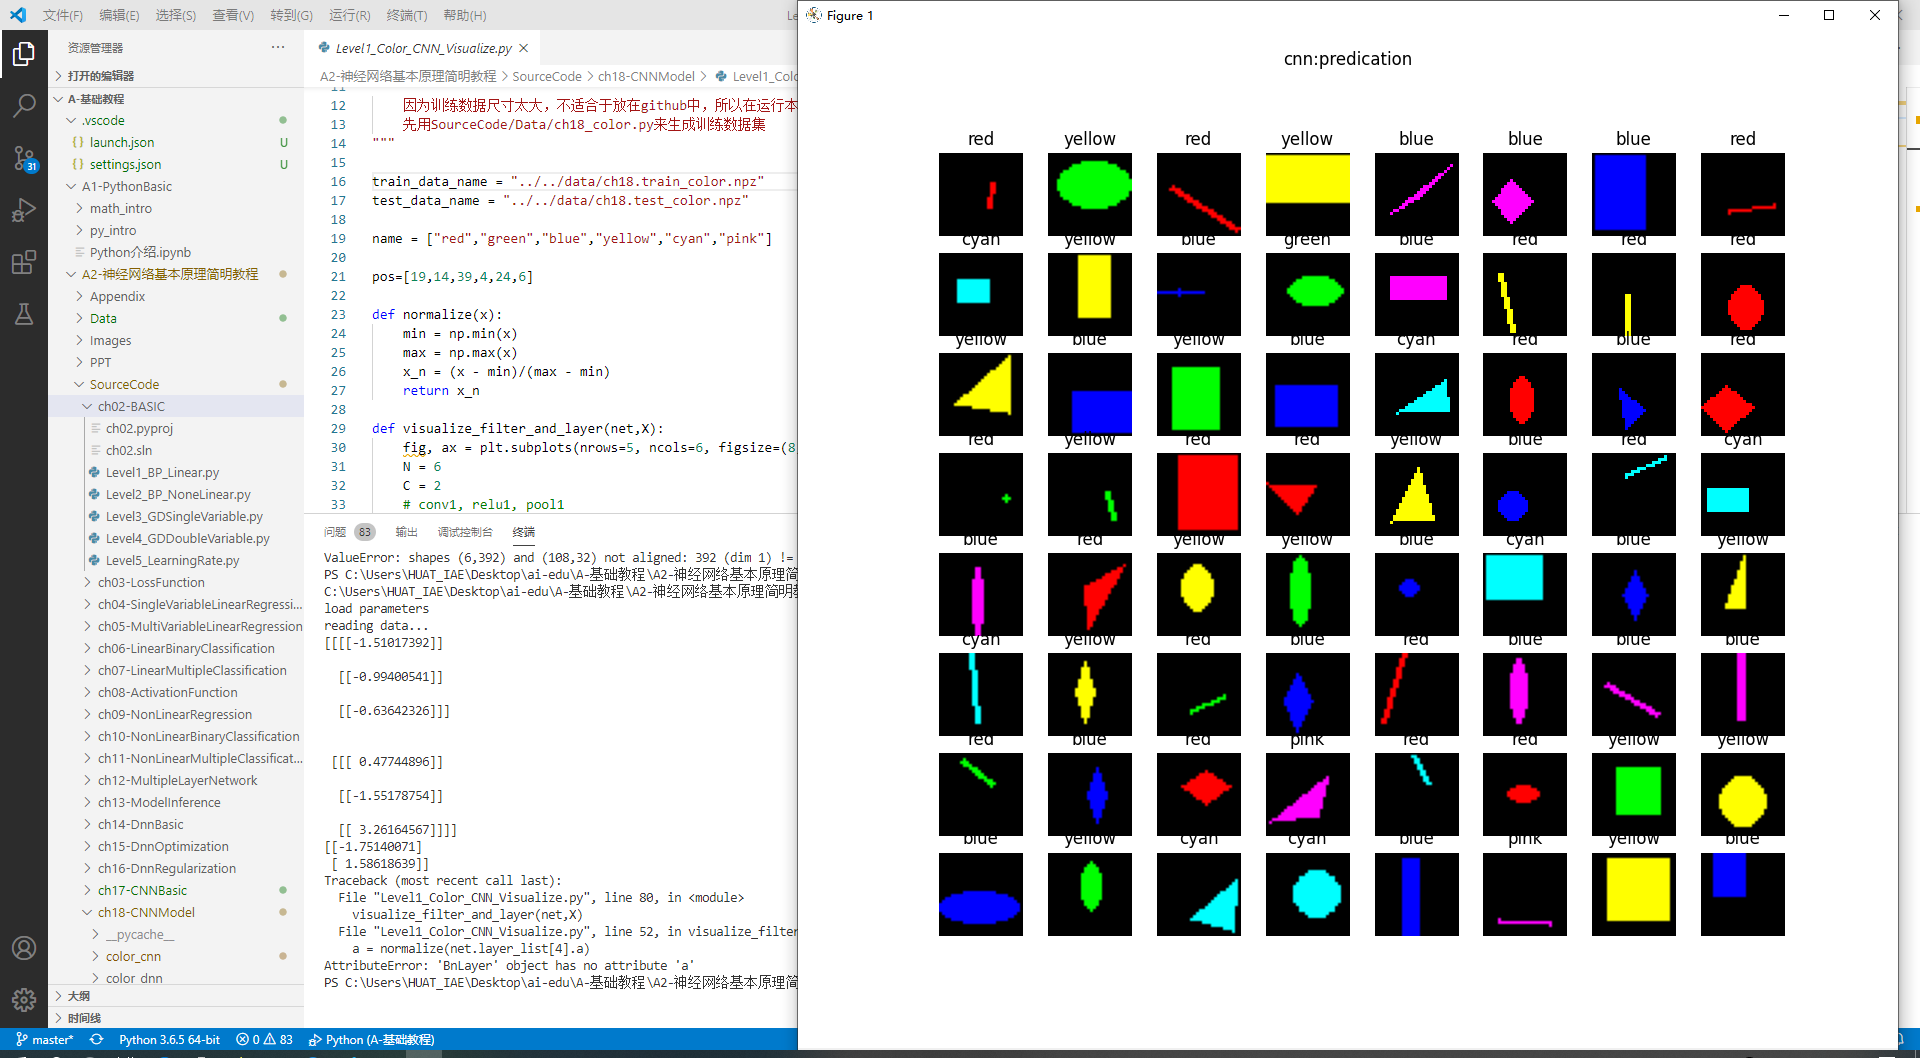 文件(F) 编辑(E) 选择(S) 查看(V) 转到(G) 运行(R) 终端(T) 帮助(H) Le
资源管理器 ···
打开的编辑器
A-基础教程
.vscode
{} launch.json U
{} settings.json U
A1-PythonBasic
math_intro
py_intro
Python介绍.ipynb
A2-神经网络基本原理简明教程
Appendix
Data
Images
PPT
SourceCode
ch02-BASIC
ch02.pyproj
ch02.sln
Level1_BP_Linear.py
Level2_BP_NoneLinear.py
Level3_GDSingleVariable.py
Level4_GDDoubleVariable.py
Level5_LearningRate.py
ch03-LossFunction
ch04-SingleVariableLinearRegressi...
ch05-MultiVariableLinearRegression
ch06-LinearBinaryClassification
ch07-LinearMultipleClassification
ch08-ActivationFunction
ch09-NonLinearRegression
ch10-NonLinearBinaryClassification
ch11-NonLinearMultipleClassificat...
ch12-MultipleLayerNetwork
ch13-ModelInference
ch14-DnnBasic
ch15-DnnOptimization
ch16-DnnRegularization
ch17-CNNBasic
ch18-CNNModel
__pycache__
color_cnn
color_dnn
大纲
时间线
31
Level1_Color_CNN_Visualize.py
A2-神经网络基本原理简明教程 > SourceCode > ch18-CNNModel > Level1_Colo
11
12 因为训练数据尺寸太大，不适合于放在github中，所以在运行本
13 先用SourceCode/Data/ch18_color.py来生成训练数据集
14 """
15
16 train_data_name = "../../data/ch18.train_color.npz"
17 test_data_name = "../../data/ch18.test_color.npz"
18
19 name = ["red","green","blue","yellow","cyan","pink"]
20
21 pos=[19,14,39,4,24,6]
22
23 def normalize(x):
24 min = np.min(x)
25 max = np.max(x)
26 x_n = (x - min)/(max - min)
27 return x_n
28
29 def visualize_filter_and_layer(net,X):
30 fig, ax = plt.subplots(nrows=5, ncols=6, figsize=(8
31 N = 6
32 C = 2
33 # conv1, relu1, pool1
问题 83 输出 调试控制台 终端
ValueError: shapes (6,392) and (108,32) not aligned: 392 (dim 1) !=
PS C:\Users\HUAT_IAE\Desktop\ai-edu\A-基础教程\A2-神经网络基本原理简
C:\Users\HUAT_IAE\Desktop\ai-edu\A-基础教程\A2-神经网络基本原理简明教
load parameters
reading data...
[[[[-1.51017392]]
[[-0.99400541]]
[[-0.63642326]]]
[[[ 0.47744896]]
[[-1.55178754]]
[[ 3.26164567]]]]
[[-1.75140071]
[ 1.58618639]]
Traceback (most recent call last):
File "Level1_Color_CNN_Visualize.py", line 80, in <module>
visualize_filter_and_layer(net,X)
File "Level1_Color_CNN_Visualize.py", line 52, in visualize_filter
a = normalize(net.layer_list[4].a)
AttributeError: 'BnLayer' object has no attribute 'a'
PS C:\Users\HUAT_IAE\Desktop\ai-edu\A-基础教程\A2-神经网络基本原理简
master* Python 3.6.5 64-bit 0 83 Python (A-基础教程)
Figure 1
cnn:predication
red yellow red yellow blue blue blue red
cyan yellow blue green blue red red red
yellow blue yellow blue cyan red blue red
red yellow red red yellow blue red cyan
blue red yellow yellow blue cyan blue yellow
cyan yellow red blue red blue blue blue
red blue red pink red red yellow yellow
blue yellow cyan cyan blue pink yellow blue